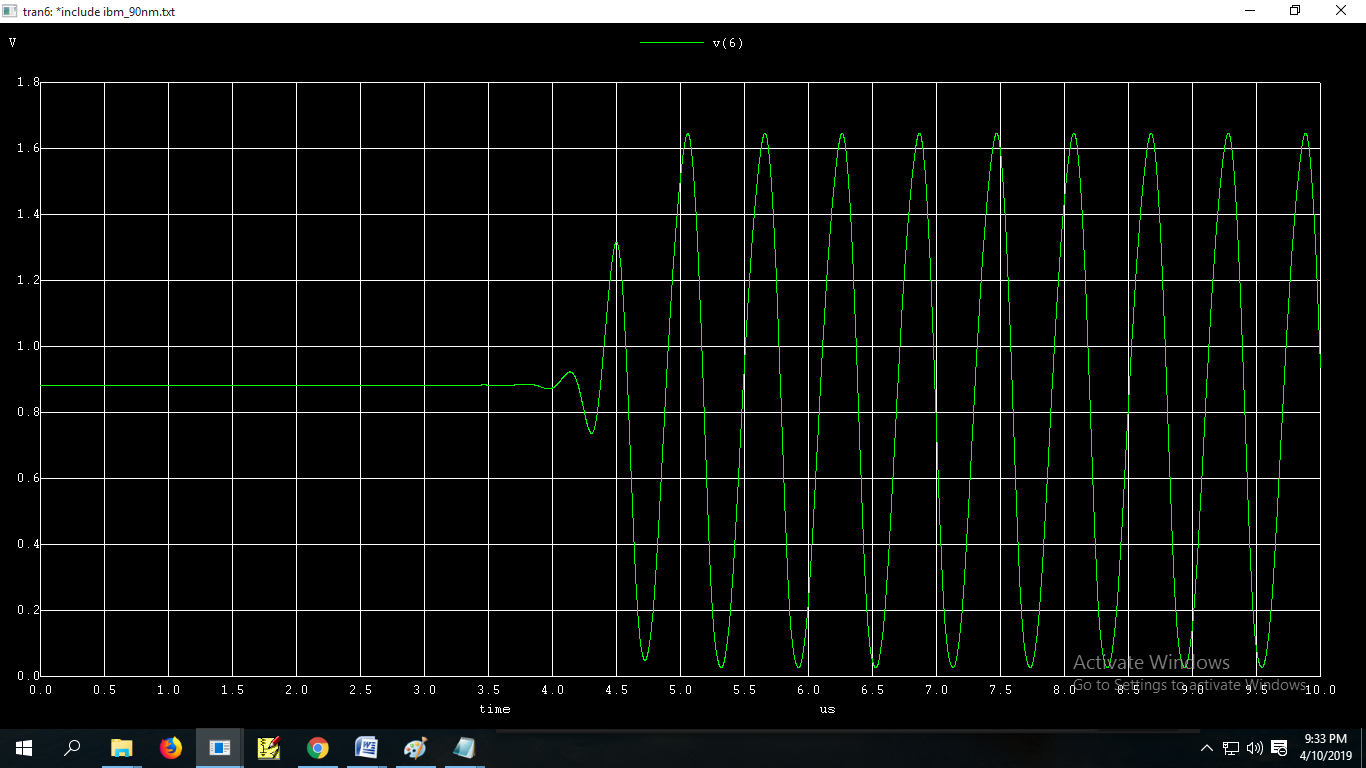 tran6: *include ibm_90nm.txt
V
v(6)
1.8
1.6
1.4
1.2
1.0
0.8
0.6
0.4
0.2
0.0
0.0 0.5 1.0 1.5 2.0 2.5 3.0 3.5 4.0 4.5 5.0 5.5 6.0 6.5 7.0 7.5 8.0 8.5 9.0 9.5 10.0
time us
Activate Windows
Go to Settings to activate Windows.
9:33 PM
4/10/2019